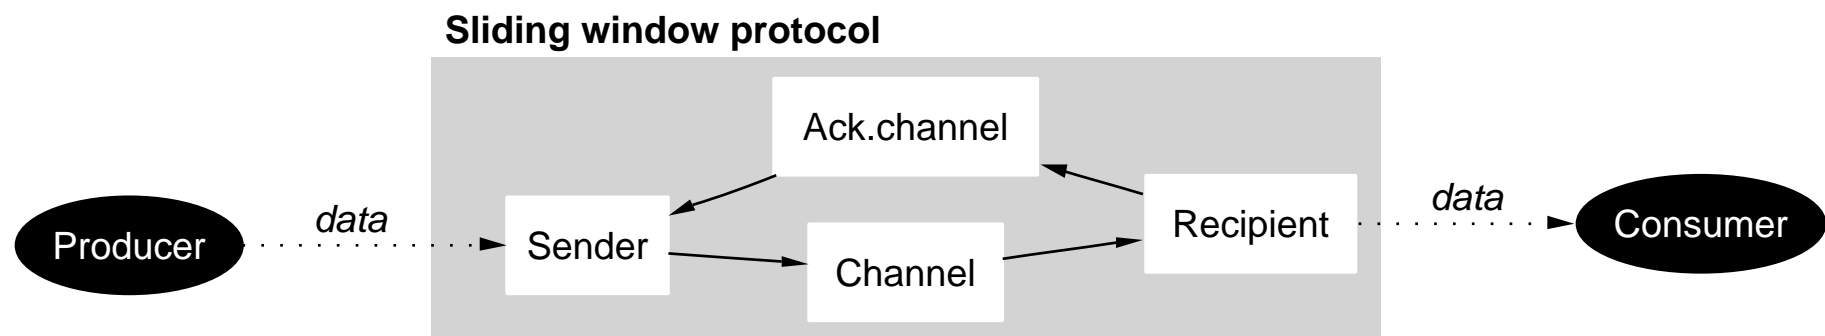 Sliding window protocol
Ack.channel
Producer
data
Sender
Channel
Recipient
data
Consumer